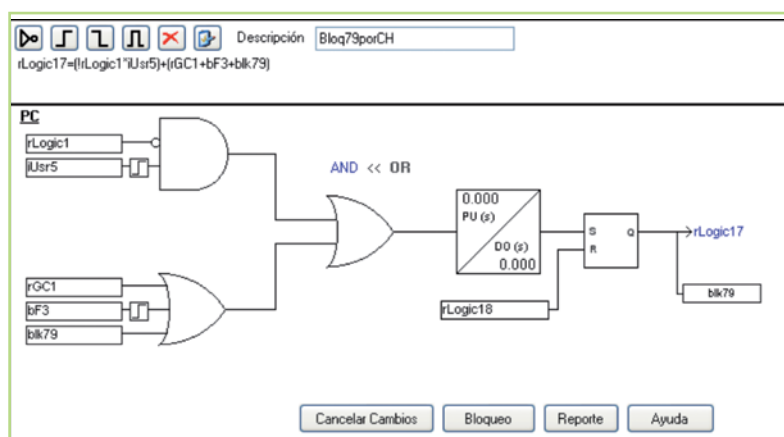 Descripción Bloq79porCH
rLogic17=(!rLogic1*iUsr5)+(rGC1+bF3+blk79)
PC
rLogic1
iUsr5
AND << OR
0.000
PU (s)
DO (s)
0.000
S Q
R
rLogic17
blk79
rLogic18
rGC1
bF3
blk79
Cancelar Cambios Bloqueo Reporte Ayuda